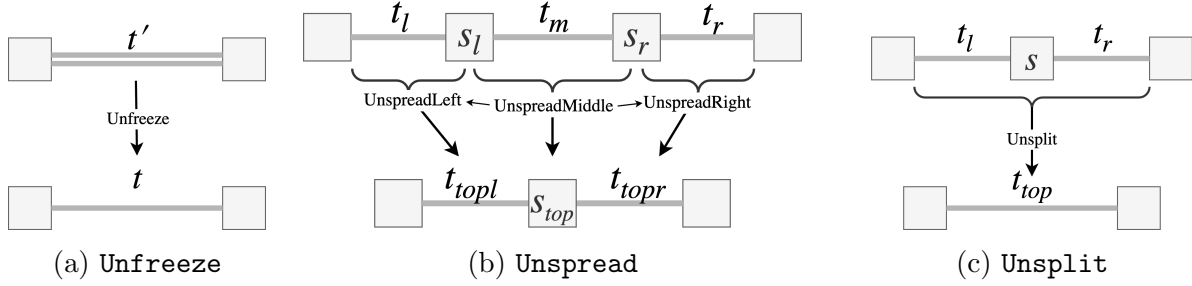 t'
Unfreeze
t
(a) Unfreeze
t_l s_l t_m s_r t_r
UnspreadLeft UnspreadMiddle UnspreadRight
t_topl s_top t_topr
(b) Unspread
t_l s t_r
Unsplit
t_top
(c) Unsplit